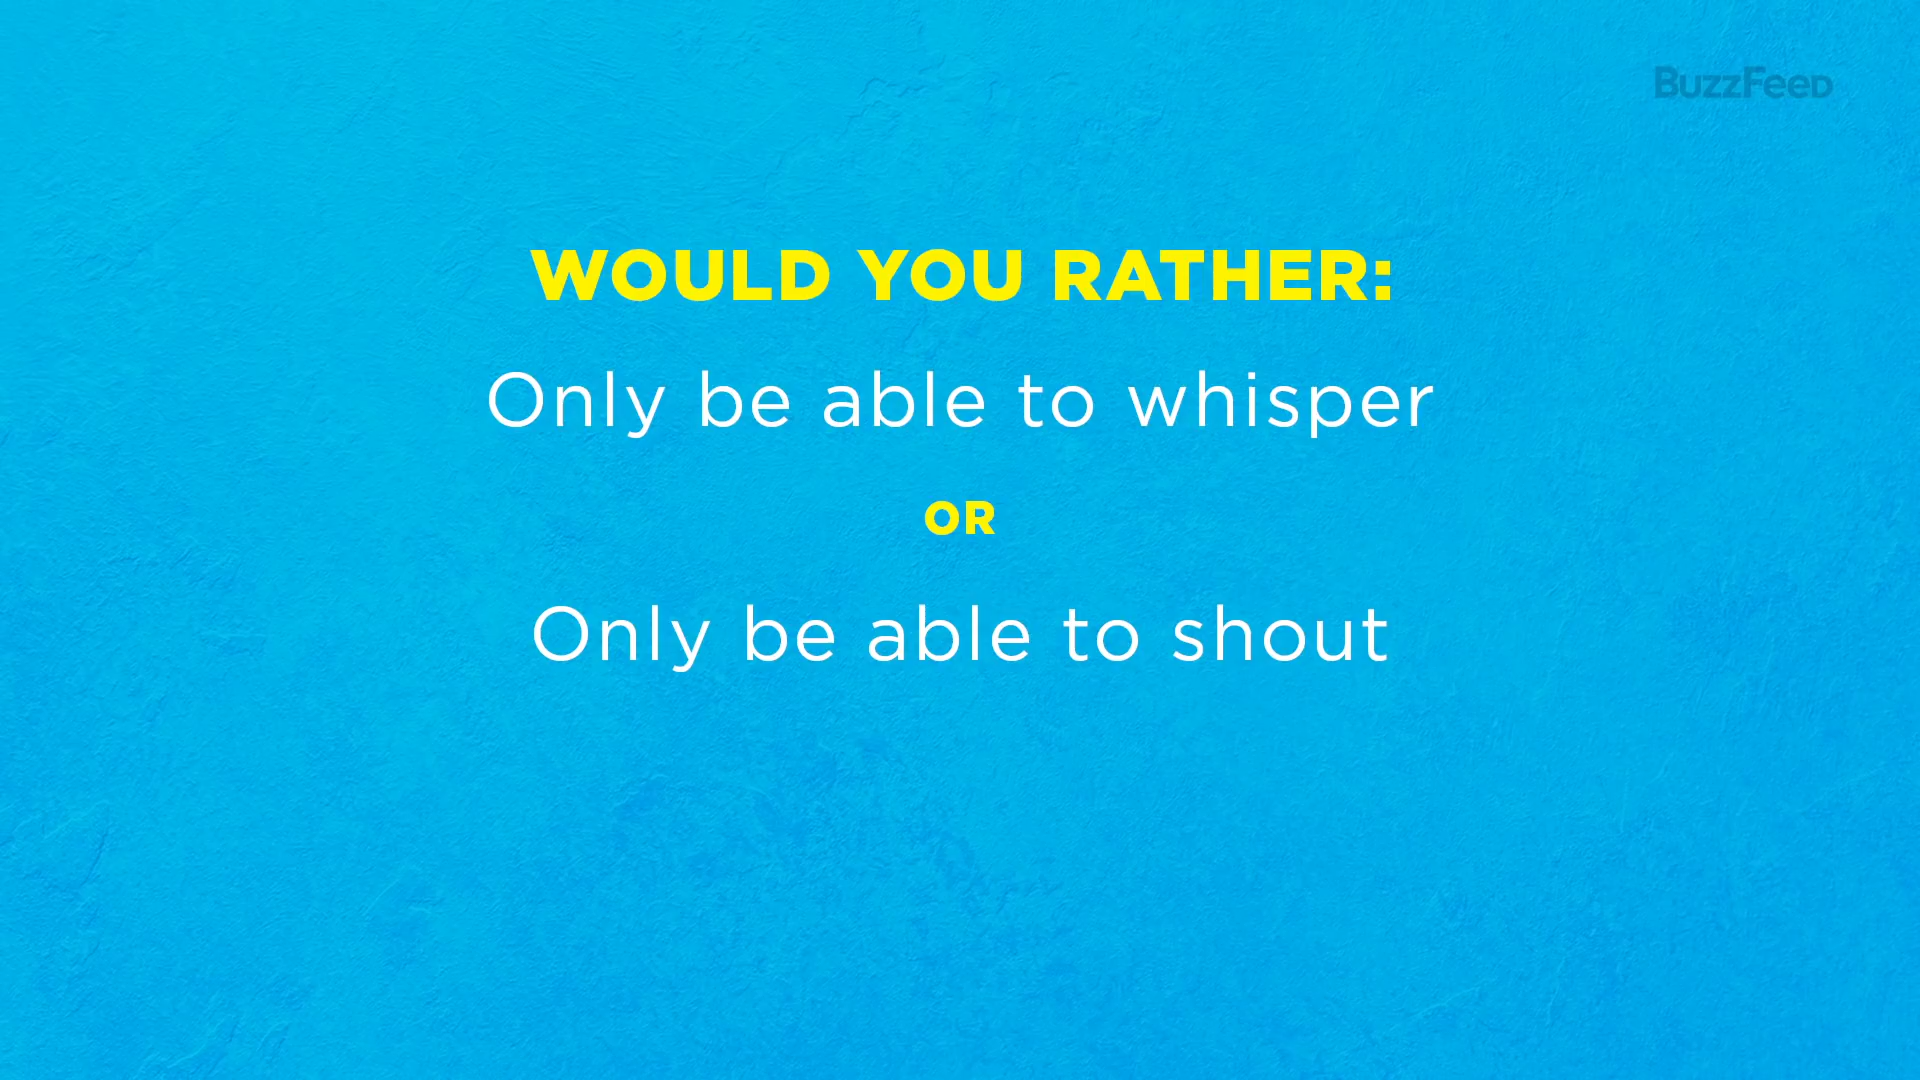 BuzzFeed
WOULD YOU RATHER:
Only be able to whisper
OR
Only be able to shout